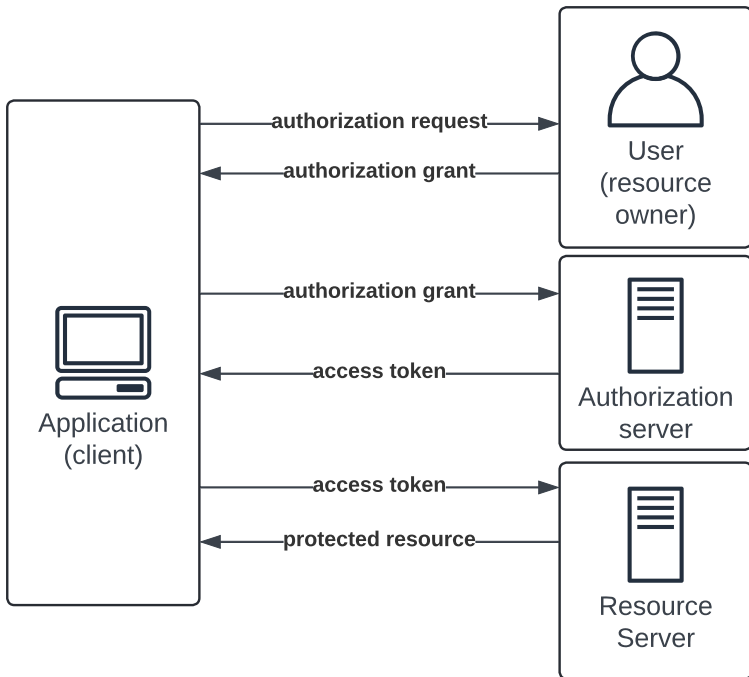 authorization request
authorization grant
User
(resource
owner)
authorization grant
access token
Authorization
server
Application
(client)
access token
protected resource
Resource
Server